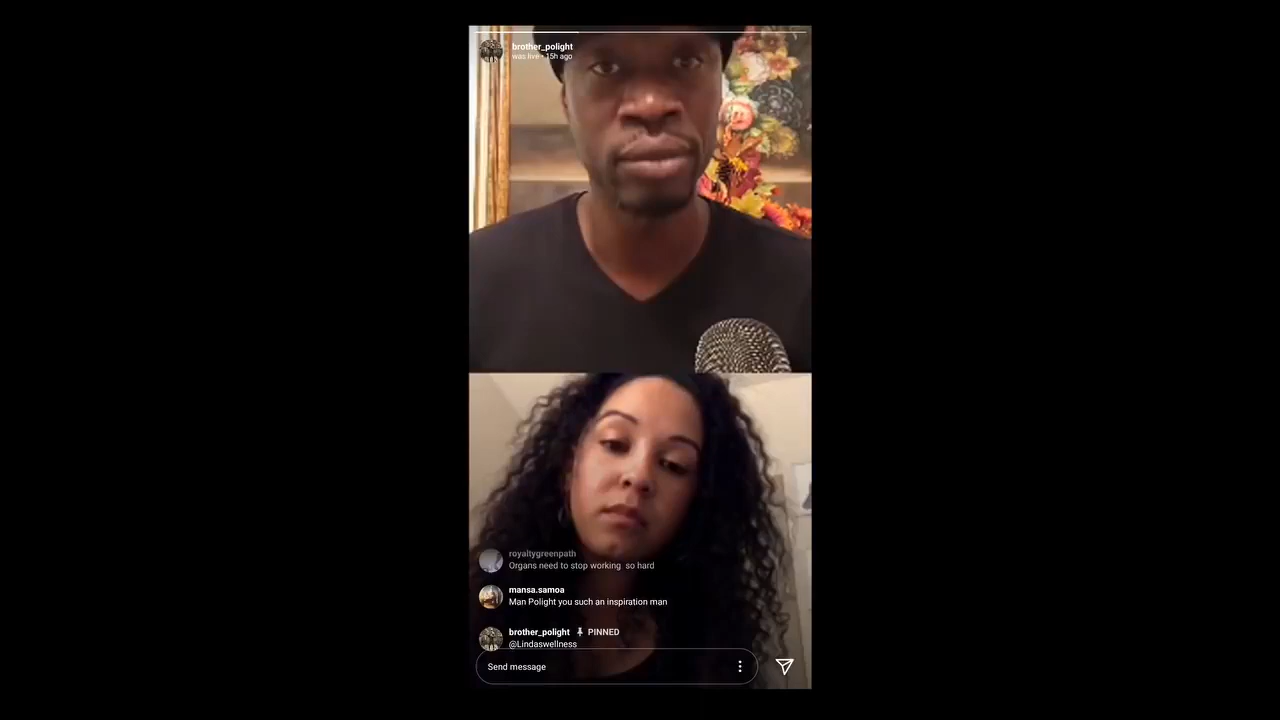 brother_polight
was live • 15h ago
royaltygreenpath
Organs need to stop working so hard
mansa.samoa
Man Polight you such an inspiration man
brother_polight PINNED
@Lindaswellness
Send message